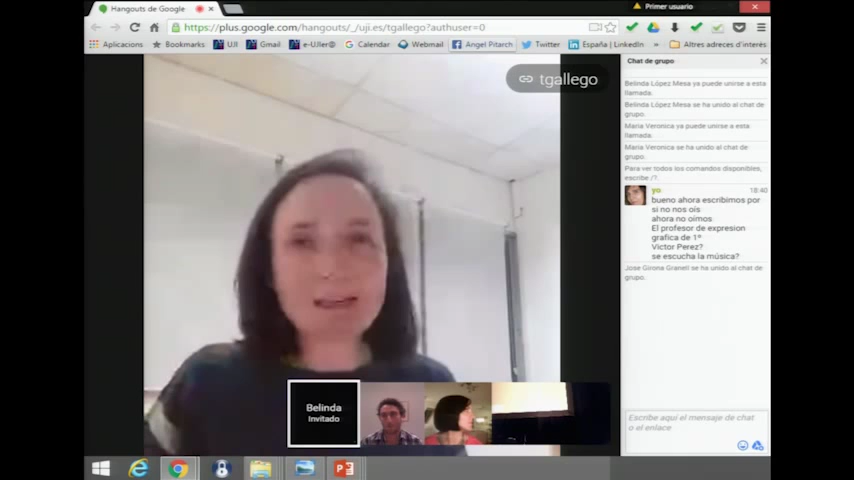 Primer usuario
Hangouts de Google
https://plus.google.com/hangouts/_/uji.es/tgallego?authuser=0
Aplicacions
Bookmarks
UJI
Gmail
e-UJIer@
Calendar
Webmail
Angel Pitarch
Twitter
España | LinkedIn
»
Altres adreces d'interés
tgallego
Chat de grupo
Belinda López Mesa ya puede unirse a esta
llamada.
Belinda López Mesa se ha unido al chat de
grupo.
Maria Veronica ya puede unirse a esta
llamada.
Maria Veronica se ha unido al chat de
grupo.
Para ver todos los comandos disponibles,
escribe /?.
yo 18:40
bueno ahora escribimos por
si no nos oís
ahora no oimos
El profesor de expresion
grafica de 1ª
Victor Perez?
se escucha la música?
Jose Girona Granell se ha unido al chat de
grupo.
Belinda
Invitado
Escribe aquí el mensaje de chat
o el enlace